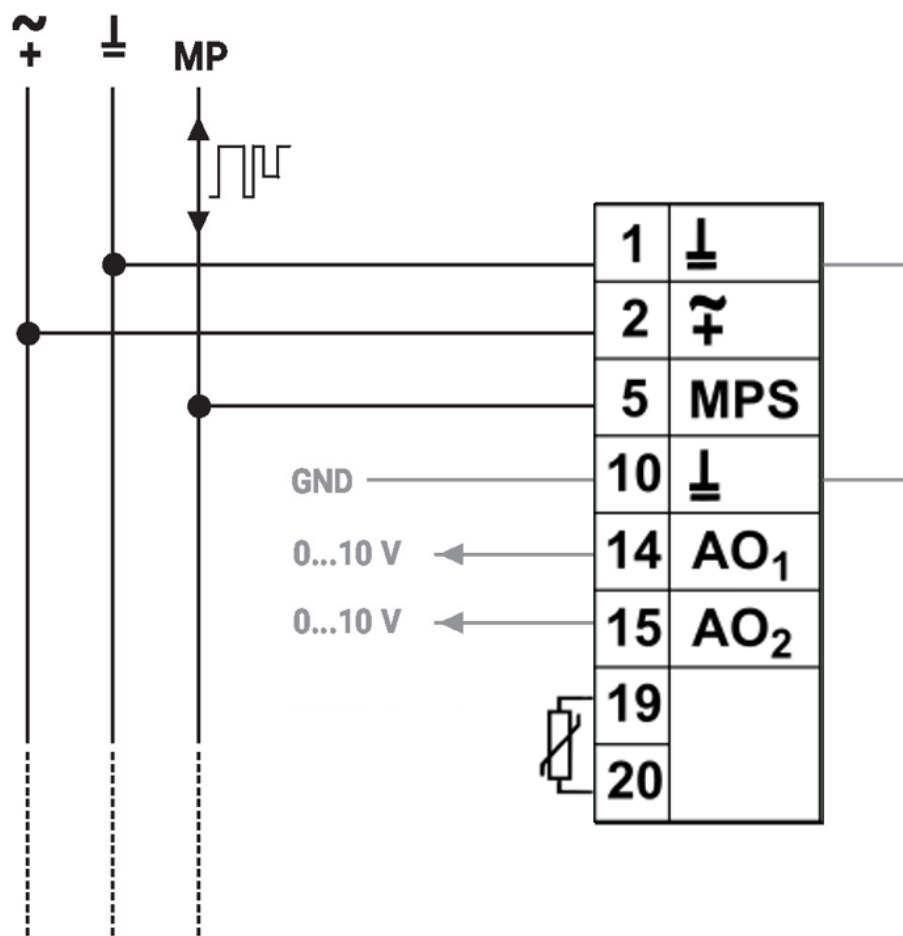 ~
+ ⊥ MP
1 ⊥
2 ~
+
5 MPS
GND 10 ⊥
0...10 V 14 AO₁
0...10 V 15 AO₂
19
20